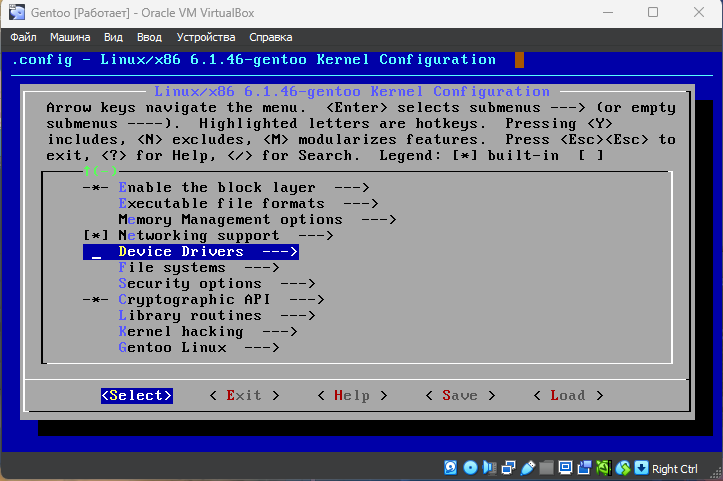 Gentoo [Работает] - Oracle VM VirtualBox
Файл Машина Вид Ввод Устройства Справка
.config - Linux/x86 6.1.46-gentoo Kernel Configuration
Linux/x86 6.1.46-gentoo Kernel Configuration
Arrow keys navigate the menu. <Enter> selects submenus ---> (or empty
submenus ----). Highlighted letters are hotkeys. Pressing <Y>
includes, <N> excludes, <M> modularizes features. Press <Esc><Esc> to
exit, <?> for Help, </> for Search. Legend: [*] built-in [ ]
↑(-)
-*- Enable the block layer --->
Executable file formats --->
Memory Management options --->
[*] Networking support --->
Device Drivers --->
File systems --->
Security options --->
-*- Cryptographic API --->
Library routines --->
Kernel hacking --->
Gentoo Linux --->
<Select> < Exit > < Help > < Save > < Load >
Right Ctrl